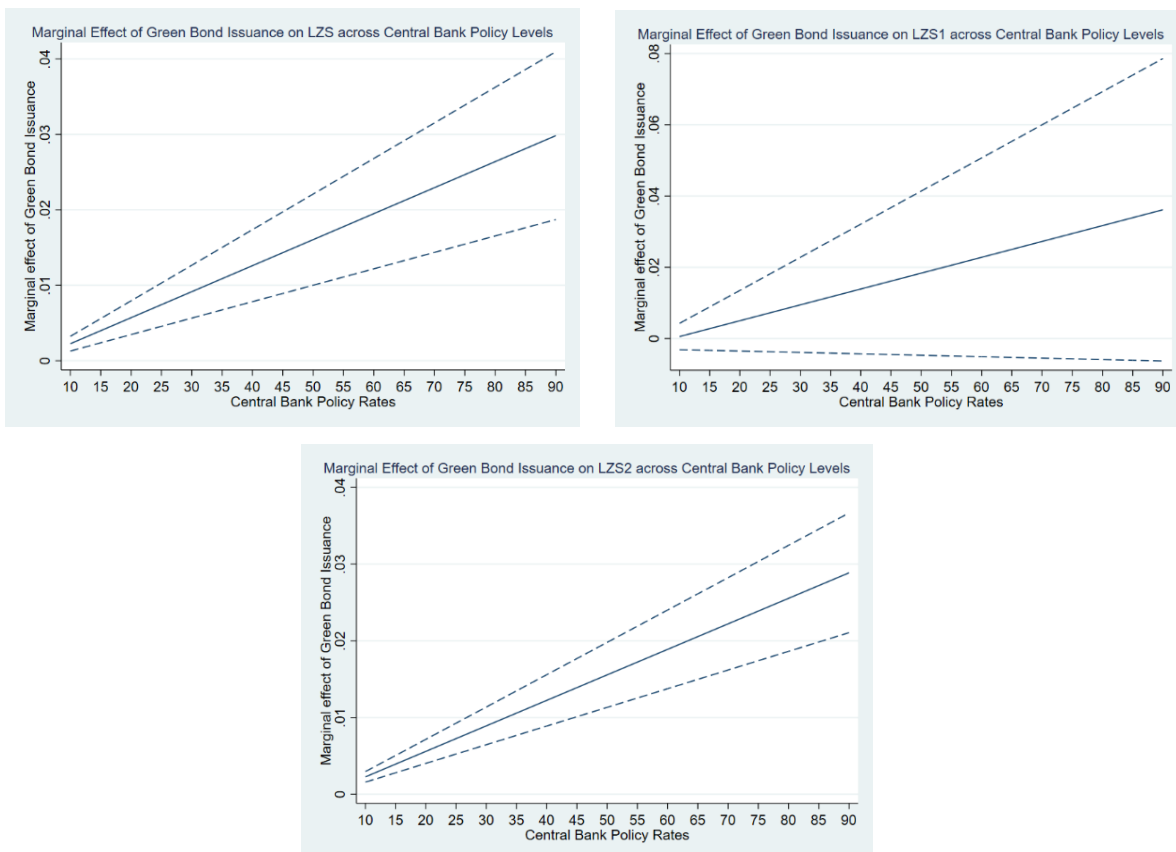 Marginal Effect of Green Bond Issuance on LZS across Central Bank Policy Levels
Marginal effect of Green Bond Issuance
.04
.03
.02
.01
0
10 15 20 25 30 35 40 45 50 55 60 65 70 75 80 85 90
Central Bank Policy Rates
Marginal Effect of Green Bond Issuance on LZS1 across Central Bank Policy Levels
Marginal effect of Green Bond Issuance
.08
.06
.04
.02
0
10 15 20 25 30 35 40 45 50 55 60 65 70 75 80 85 90
Central Bank Policy Rates
Marginal Effect of Green Bond Issuance on LZS2 across Central Bank Policy Levels
Marginal effect of Green Bond Issuance
.04
.03
.02
.01
0
10 15 20 25 30 35 40 45 50 55 60 65 70 75 80 85 90
Central Bank Policy Rates